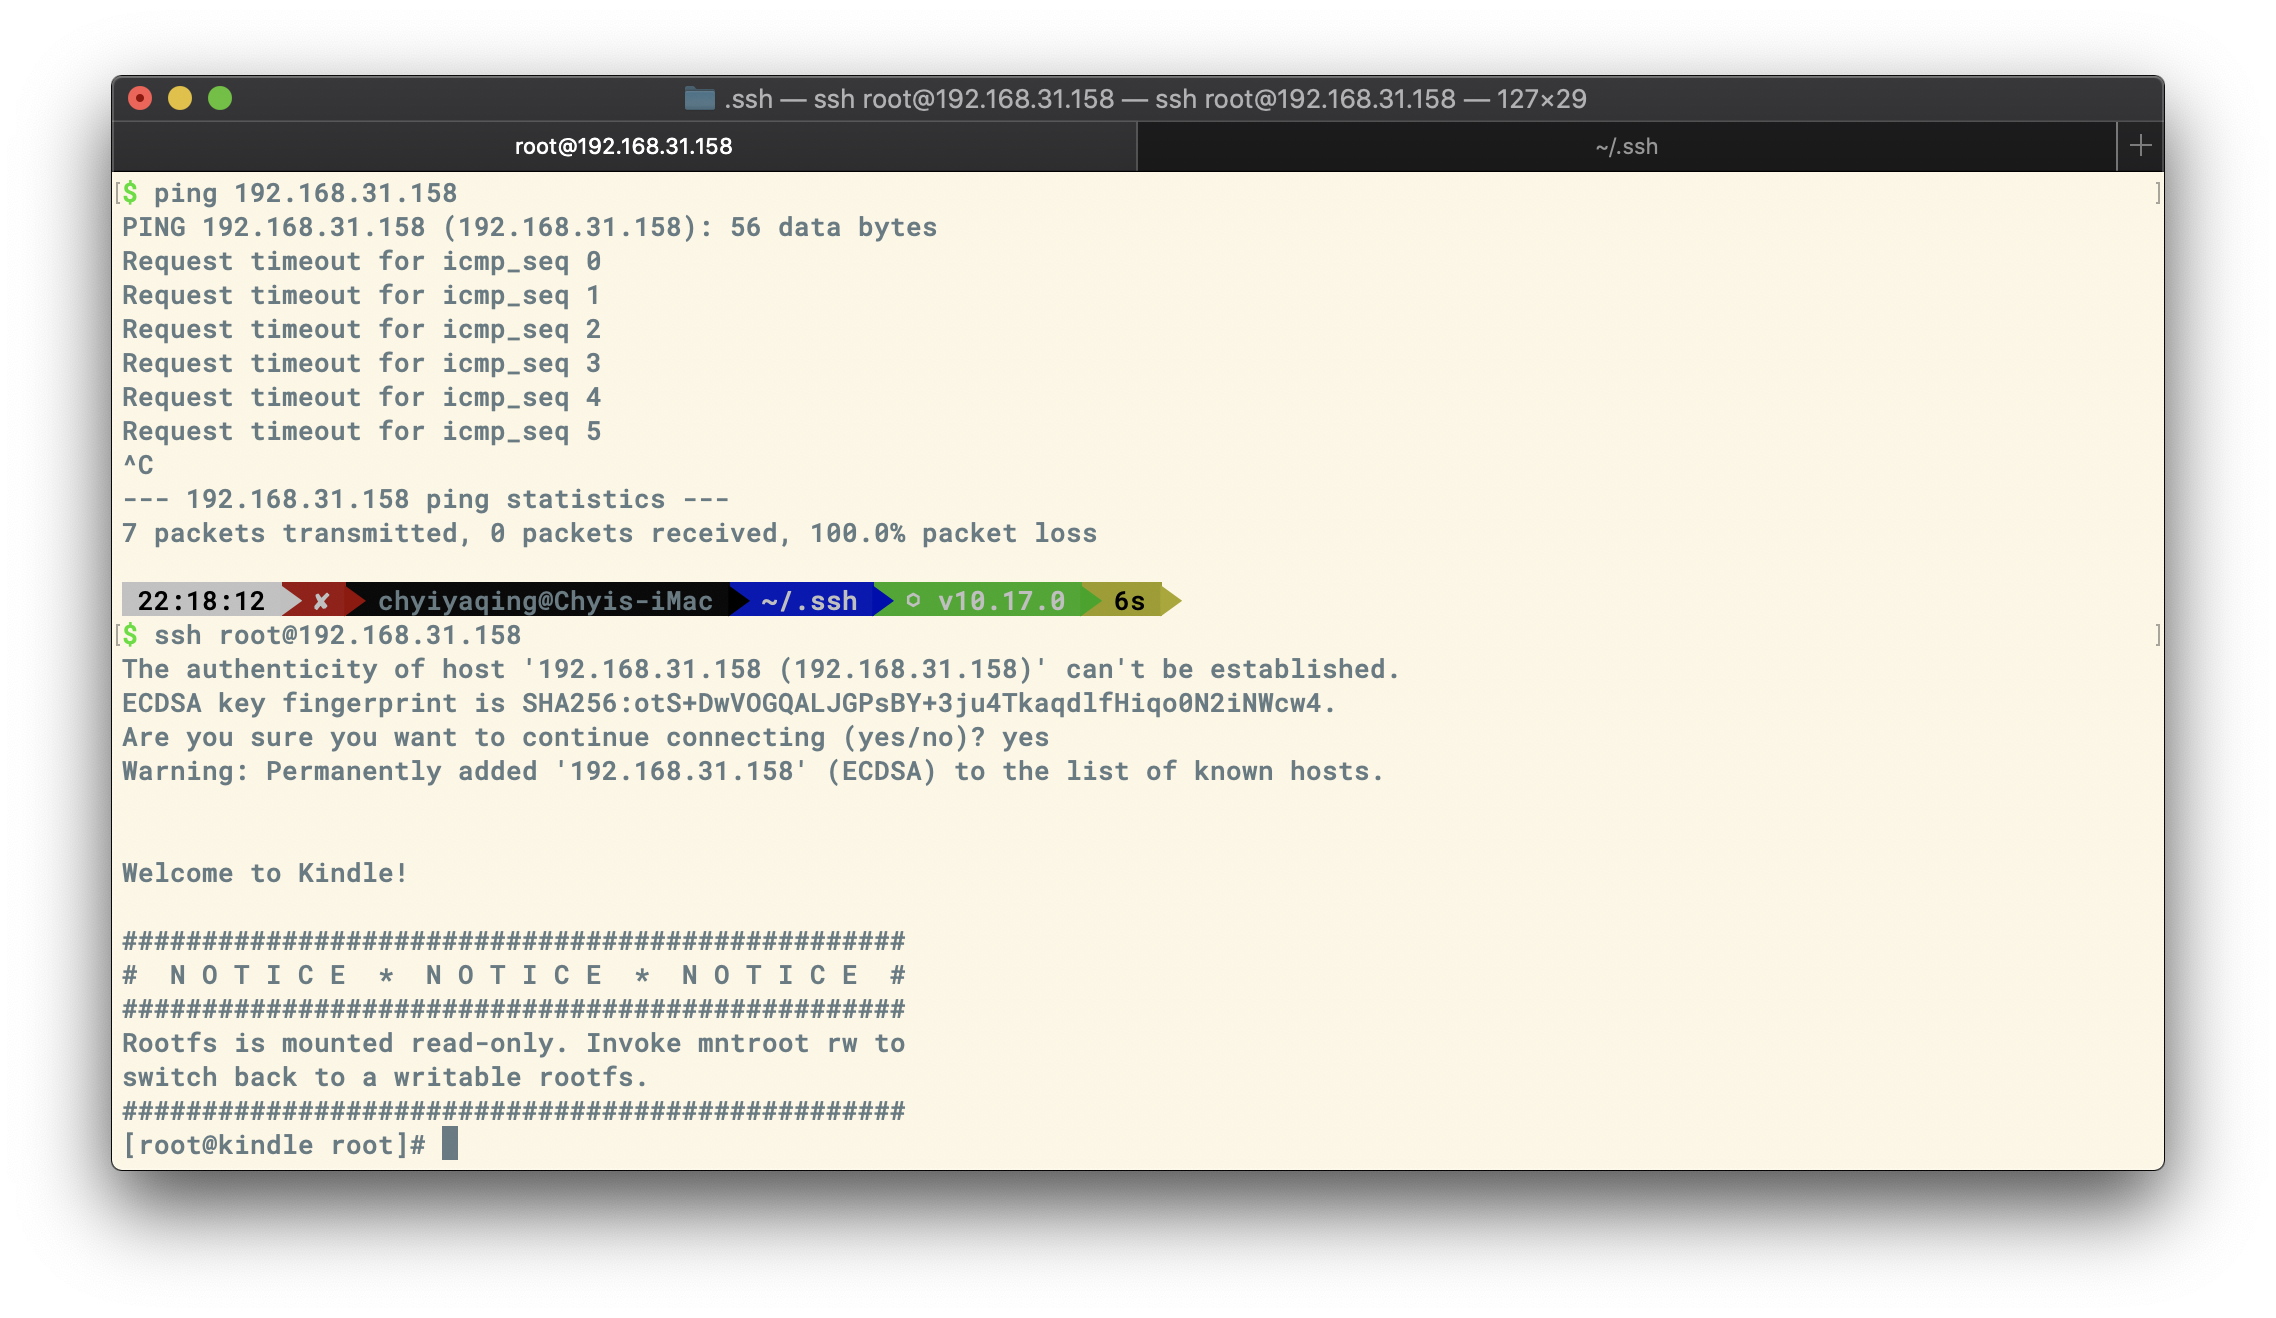 .ssh — ssh root@192.168.31.158 — ssh root@192.168.31.158 — 127×29
root@192.168.31.158
~/.ssh
[$ ping 192.168.31.158 ]
PING 192.168.31.158 (192.168.31.158): 56 data bytes
Request timeout for icmp_seq 0
Request timeout for icmp_seq 1
Request timeout for icmp_seq 2
Request timeout for icmp_seq 3
Request timeout for icmp_seq 4
Request timeout for icmp_seq 5
^C
--- 192.168.31.158 ping statistics ---
7 packets transmitted, 0 packets received, 100.0% packet loss
22:18:12 ✘ chyiyaqing@Chyis-iMac ~/.ssh ⬡ v10.17.0 6s
[$ ssh root@192.168.31.158 ]
The authenticity of host '192.168.31.158 (192.168.31.158)' can't be established.
ECDSA key fingerprint is SHA256:otS+DwVOGQALJGPsBY+3ju4TkaqdlfHiqo0N2iNWcw4.
Are you sure you want to continue connecting (yes/no)? yes
Warning: Permanently added '192.168.31.158' (ECDSA) to the list of known hosts.
Welcome to Kindle!
#################################################
#  N O T I C E  *  N O T I C E  *  N O T I C E  #
#################################################
Rootfs is mounted read-only. Invoke mntroot rw to
switch back to a writable rootfs.
#################################################
[root@kindle root]#